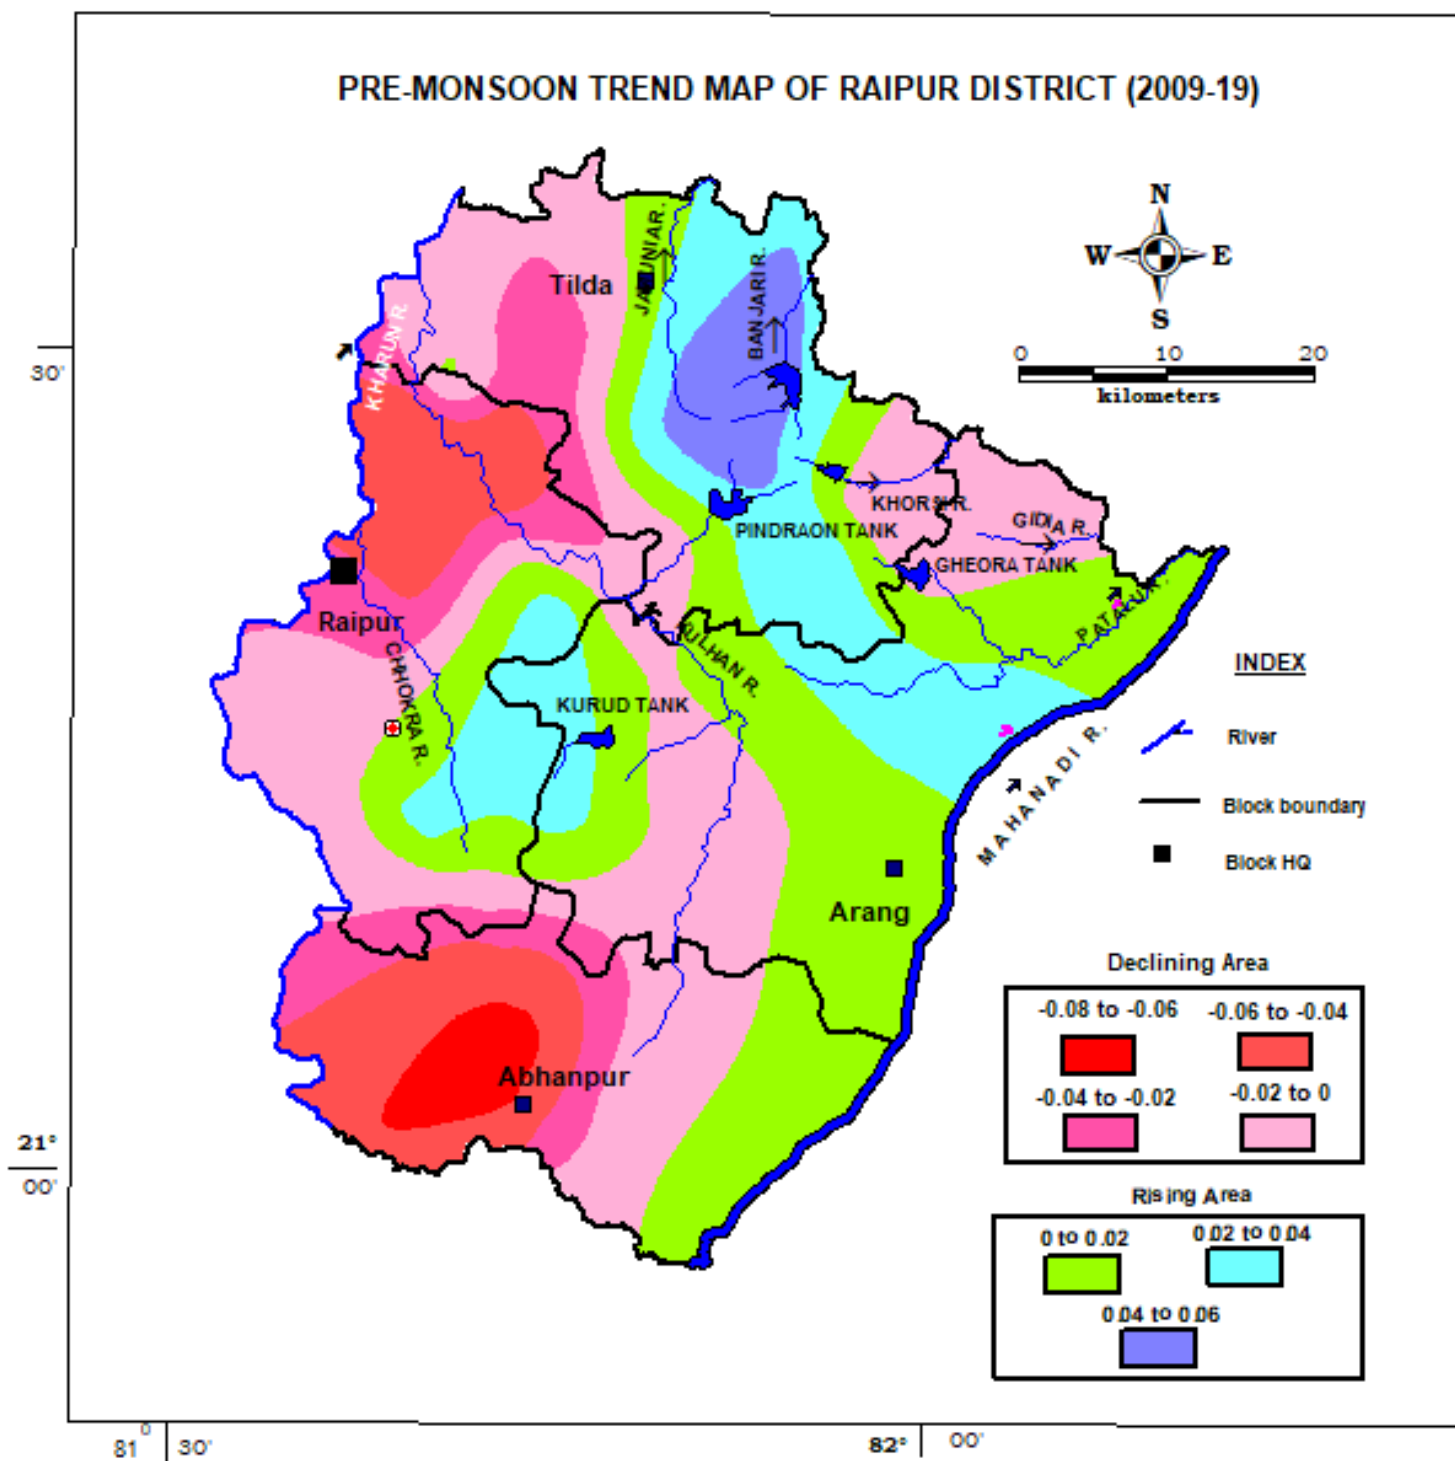 PRE-MONSOON TREND MAP OF RAIPUR DISTRICT (2009-19)
N
W E
S
0 10 20
kilometers
30'
21°
00'
81° 30'
82° 00'
Tilda
BANJARI R.
KHARUN R.
KHORSI R.
GIDIA R.
PINDRAON TANK
GHEORA TANK
Raipur
CHHOKRA R.
KULHAN R.
KURUD TANK
MAHANADI R.
Arang
Abhanpur
INDEX
River
Block boundary
Block HQ
Declining Area
-0.08 to -0.06
-0.06 to -0.04
-0.04 to -0.02
-0.02 to 0
Rising Area
0 to 0.02
0.02 to 0.04
0.04 to 0.06